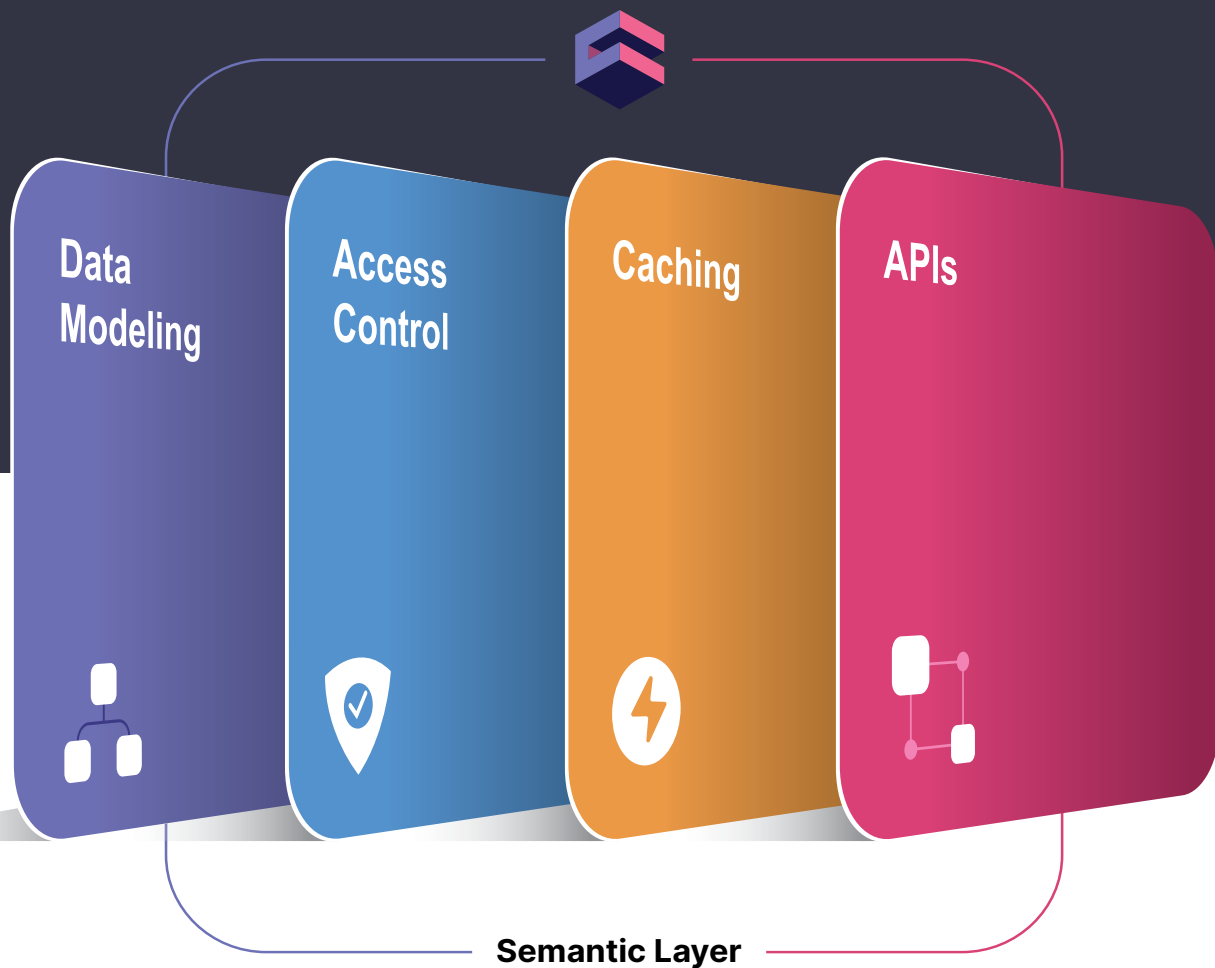 Data
Modeling
Access
Control
Caching
APIs
Semantic Layer